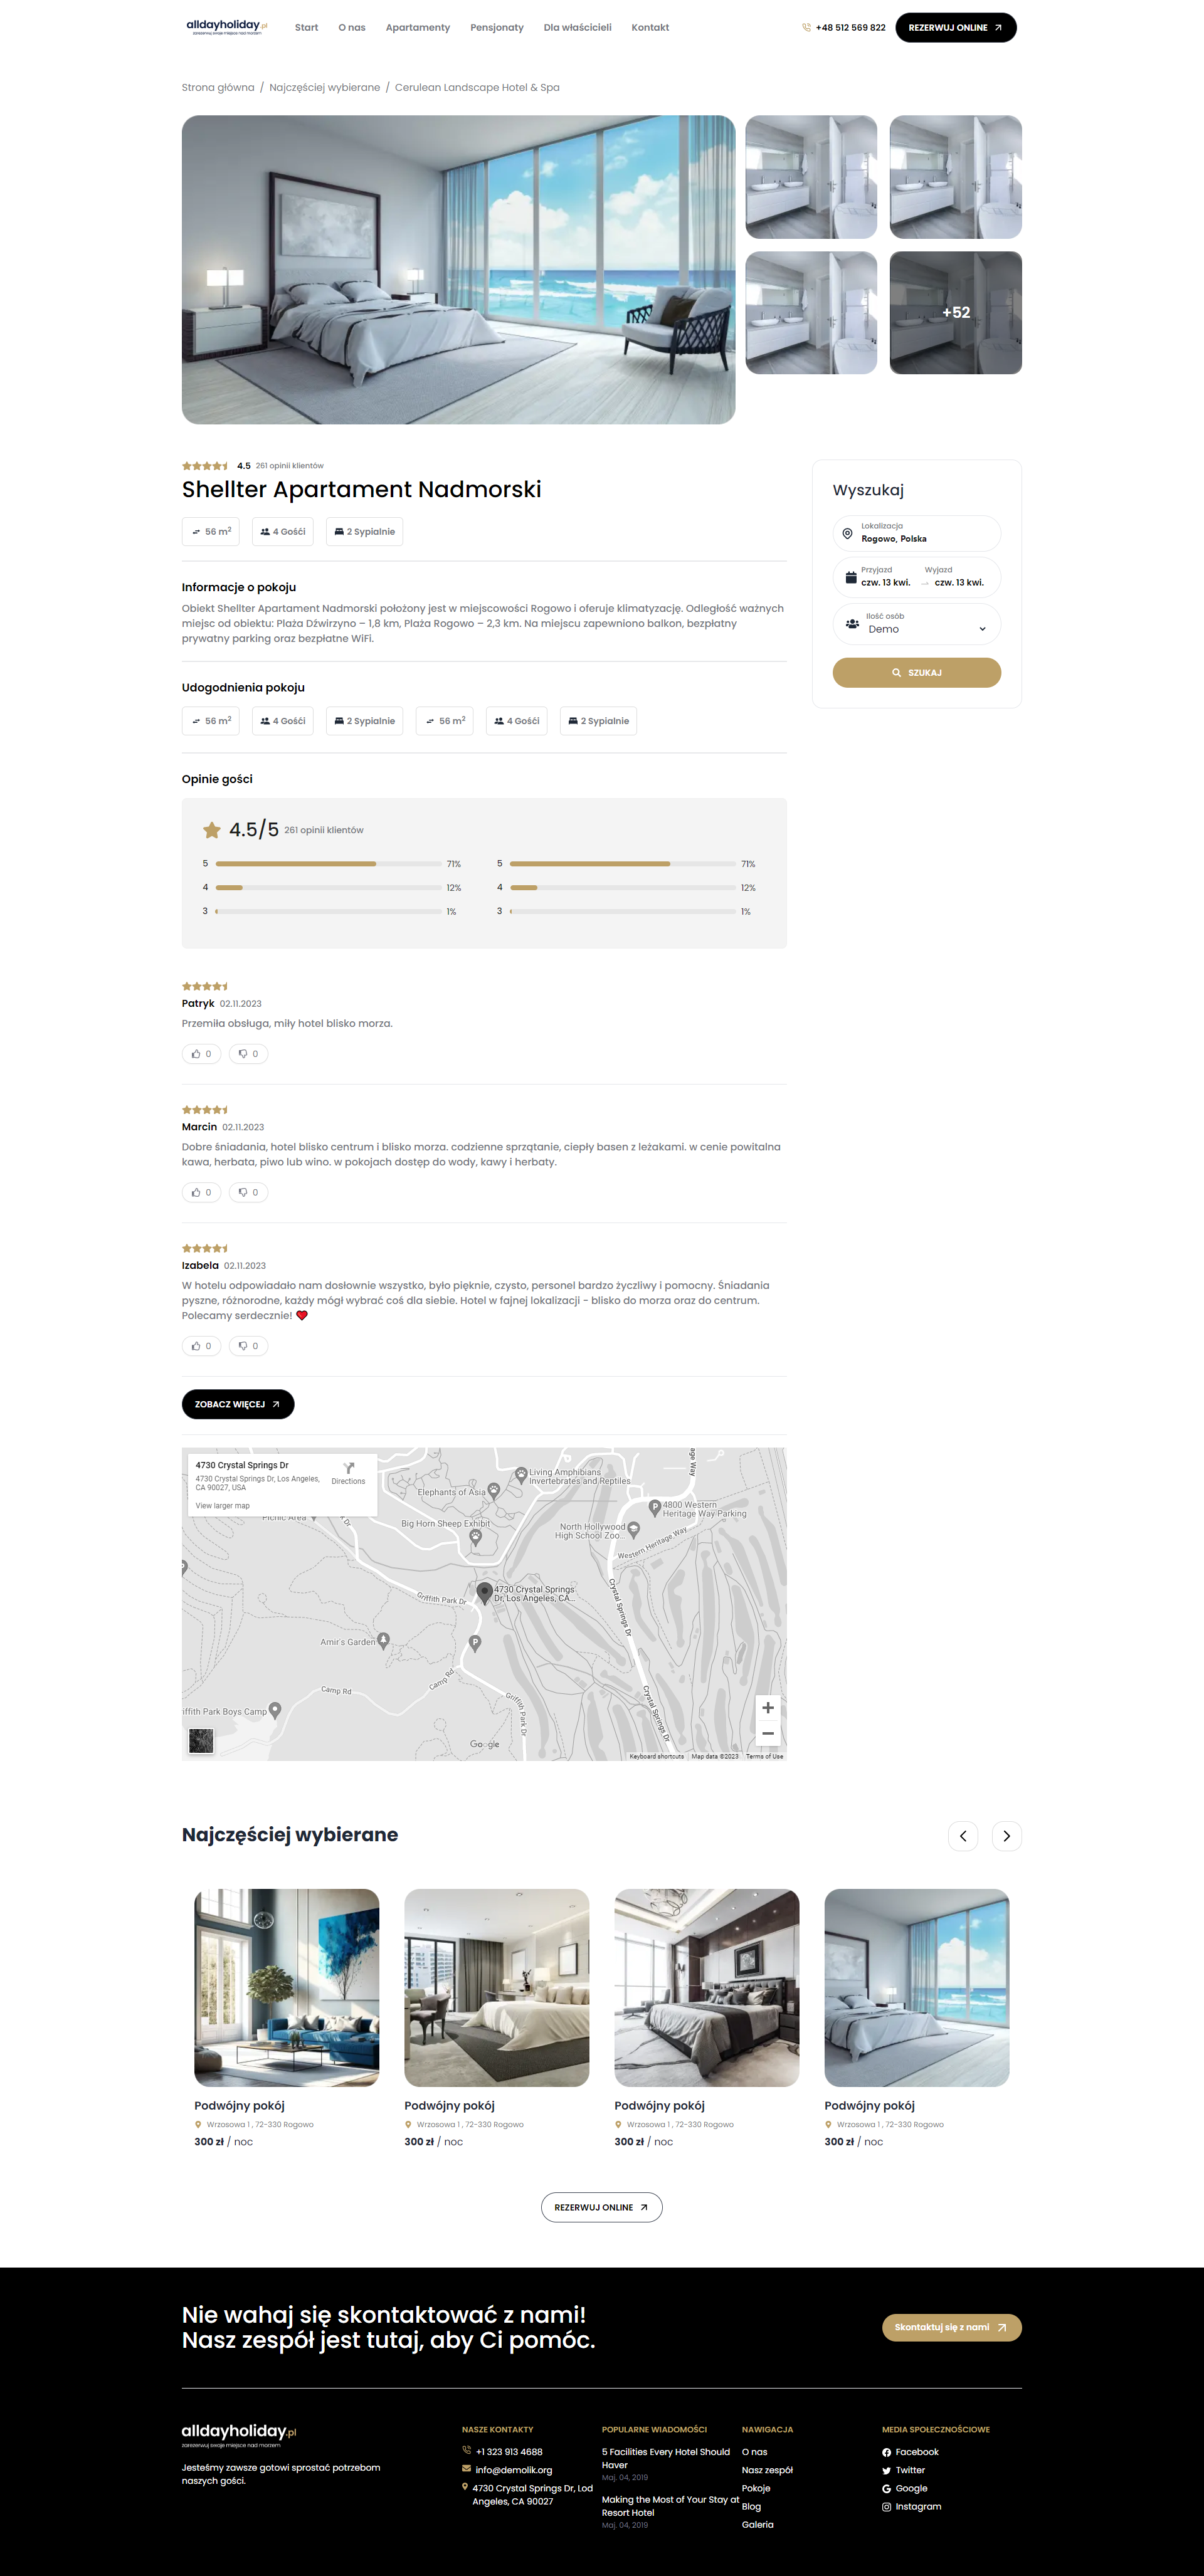 alldayholiday.pl
zarezerwuj swoje miejsce nad morzem
Start
O nas
Apartamenty
Pensjonaty
Dla właścicieli
Kontakt
+48 512 569 822
REZERWUJ ONLINE
Strona główna / Najczęściej wybierane / Cerulean Landscape Hotel & Spa
+52
4.5 261 opinii klientów
Shellter Apartament Nadmorski
56 m²
4 Gośći
2 Sypialnie
Informacje o pokoju
Obiekt Shellter Apartament Nadmorski położony jest w miejscowości Rogowo i oferuje klimatyzację. Odległość ważnych
miejsc od obiektu: Plaża Dźwirzyno – 1,8 km, Plaża Rogowo – 2,3 km. Na miejscu zapewniono balkon, bezpłatny
prywatny parking oraz bezpłatne WiFi.
Udogodnienia pokoju
56 m²
4 Gośći
2 Sypialnie
56 m²
4 Gośći
2 Sypialnie
Wyszukaj
Lokalizacja
Rogowo, Polska
Przyjazd
Wyjazd
czw. 13 kwi.
czw. 13 kwi.
Ilość osób
Demo
SZUKAJ
Opinie gości
4.5/5 261 opinii klientów
5 71%
4 12%
3 1%
5 71%
4 12%
3 1%
Patryk 02.11.2023
Przemiła obsługa, miły hotel blisko morza.
0
0
Marcin 02.11.2023
Dobre śniadania, hotel blisko centrum i blisko morza. codzienne sprzątanie, ciepły basen z leżakami. w cenie powitalna
kawa, herbata, piwo lub wino. w pokojach dostęp do wody, kawy i herbaty.
0
0
Izabela 02.11.2023
W hotelu odpowiadało nam dosłownie wszystko, było pięknie, czysto, personel bardzo życzliwy i pomocny. Śniadania
pyszne, różnorodne, każdy mógł wybrać coś dla siebie. Hotel w fajnej lokalizacji - blisko do morza oraz do centrum.
Polecamy serdecznie! ❤️
0
0
ZOBACZ WIĘCEJ
4730 Crystal Springs Dr
4730 Crystal Springs Dr, Los Angeles,
CA 90027, USA
Directions
View larger map
Picnic Area
Living Amphibians
Invertebrates and Reptiles
Elephants of Asia
Big Horn Sheep Exhibit
North Hollywood
High School Zoo...
4800 Western
Heritage Way Parking
Western Heritage Way
4730 Crystal Springs
Dr, Los Angeles, CA...
Griffith Park Dr
Crystal Springs Dr
Amir's Garden
Camp Rd
Camp Rd
Griffith Park Dr
Crystal Springs Dr
iffith Park Boys Camp
Google
Keyboard shortcuts
Map data ©2023
Terms of Use
Najczęściej wybierane
Podwójny pokój
Wrzosowa 1 , 72-330 Rogowo
300 zł / noc
Podwójny pokój
Wrzosowa 1 , 72-330 Rogowo
300 zł / noc
Podwójny pokój
Wrzosowa 1 , 72-330 Rogowo
300 zł / noc
Podwójny pokój
Wrzosowa 1 , 72-330 Rogowo
300 zł / noc
REZERWUJ ONLINE
Nie wahaj się skontaktować z nami!
Nasz zespół jest tutaj, aby Ci pomóc.
Skontaktuj się z nami
alldayholiday.pl
zarezerwuj swoje miejsce nad morzem
Jesteśmy zawsze gotowi sprostać potrzebom
naszych gości.
NASZE KONTAKTY
+1 323 913 4688
info@demolik.org
4730 Crystal Springs Dr, Lod
Angeles, CA 90027
POPULARNE WIADOMOŚCI
5 Facilities Every Hotel Should
Haver
Maj. 04, 2019
Making the Most of Your Stay at
Resort Hotel
Maj. 04, 2019
NAWIGACJA
O nas
Nasz zespół
Pokoje
Blog
Galeria
MEDIA SPOŁECZNOŚCIOWE
Facebook
Twitter
Google
Instagram